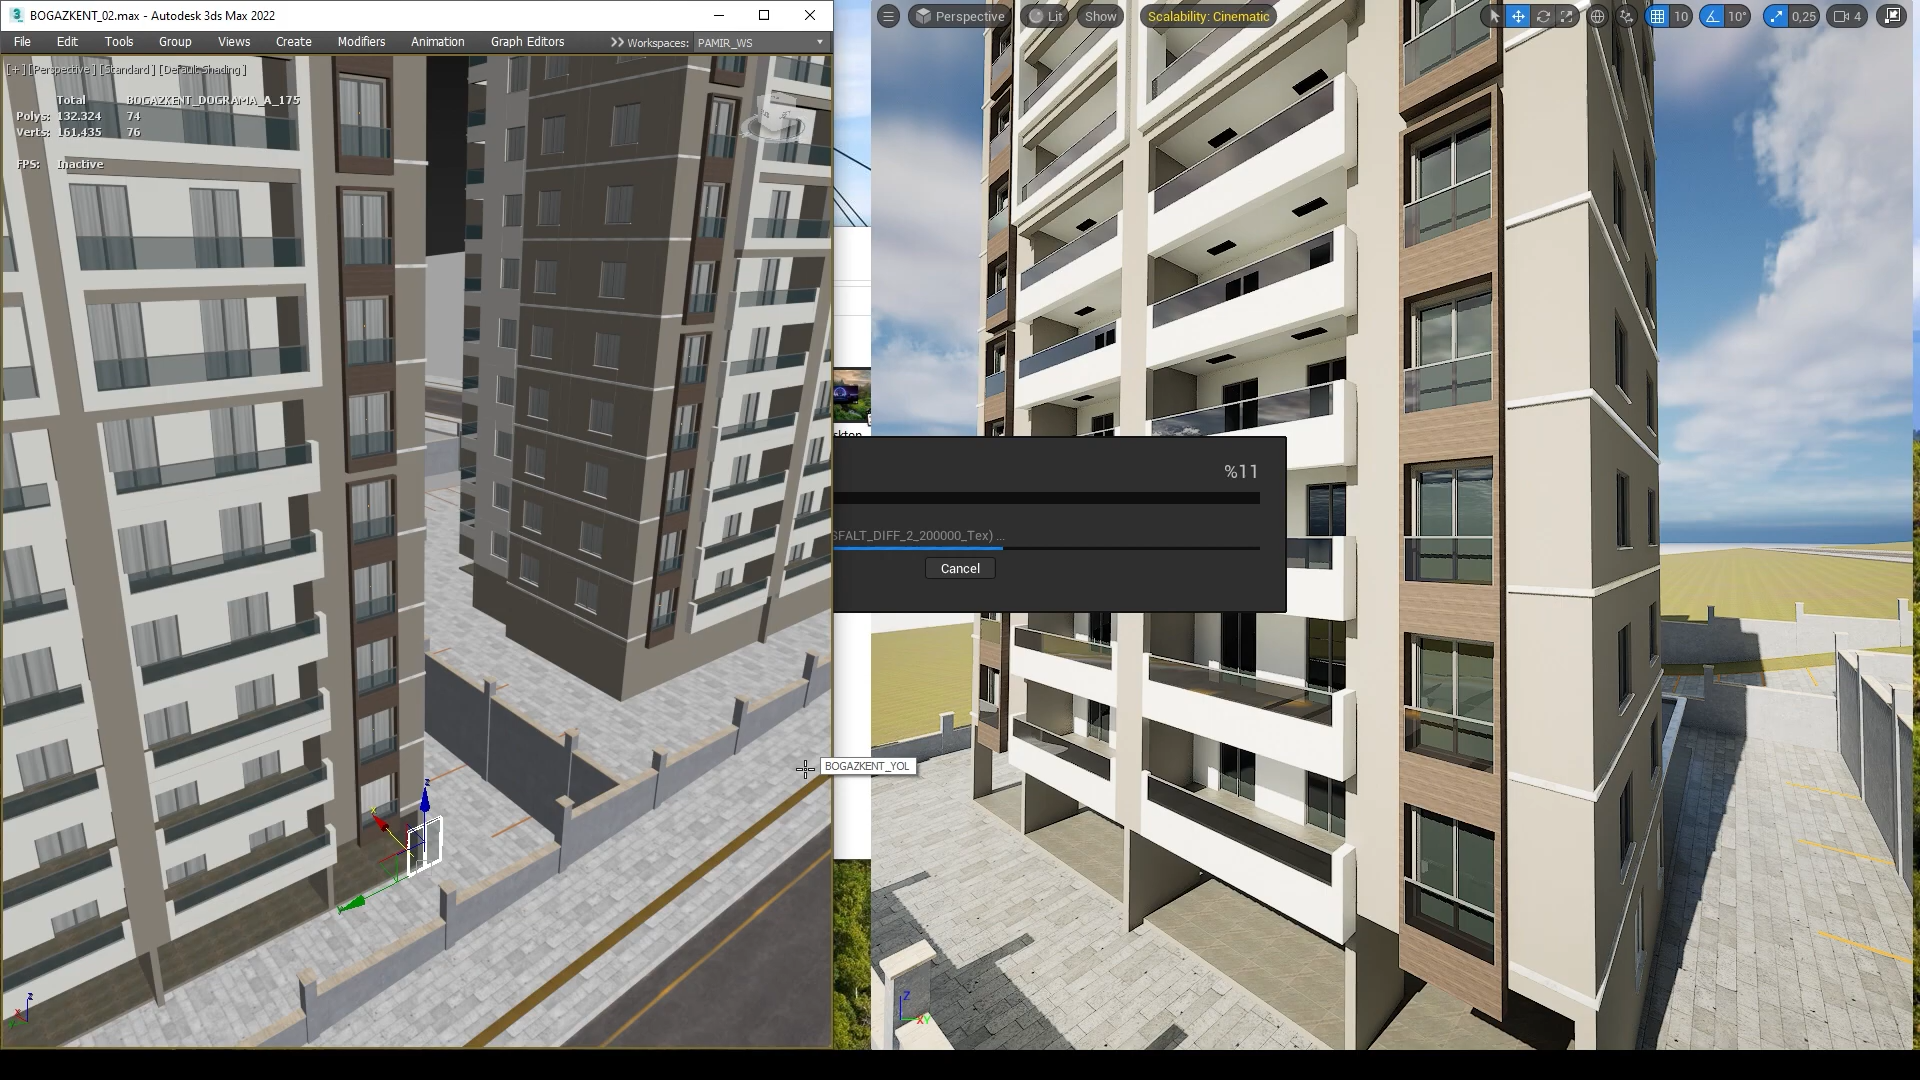 BOGAZKENT_02.max - Autodesk 3ds Max 2022
File Edit Tools Group Views Create Modifiers Animation Graph Editors Workspaces: PAMIR_WS
[+] [Perspective] [Standard] [Default Shading]
Total BOGAZKENT_DOGRAMA_A_175
Polys: 132.324 74
Verts: 161,435 76
FPS: Inactive
Perspective Lit Show Scalability: Cinematic 10 10° 0,25 4
%11
SFALT_DIFF_2_200000_Tex) ...
Cancel
BOGAZKENT_YOL
x
y
z
z
x
Z
X
Y